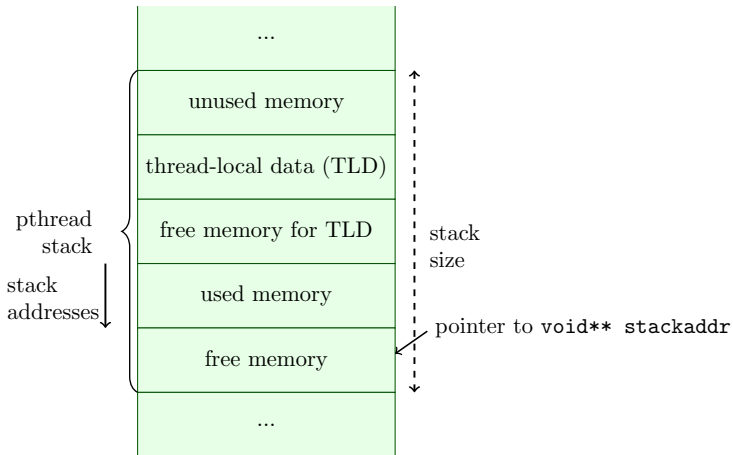 ...
unused memory
thread-local data (TLD)
free memory for TLD
used memory
free memory
...
pthread
stack
stack
addresses
stack
size
pointer to void** stackaddr